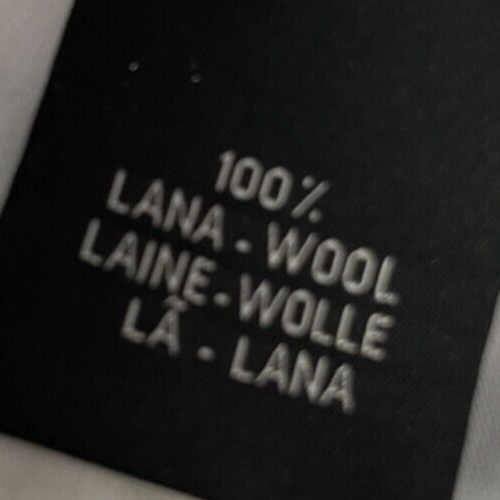 100%
LANA - WOOL
LAINE - WOLLE
LÃ - LANA